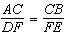 AC/DF = CB/FE